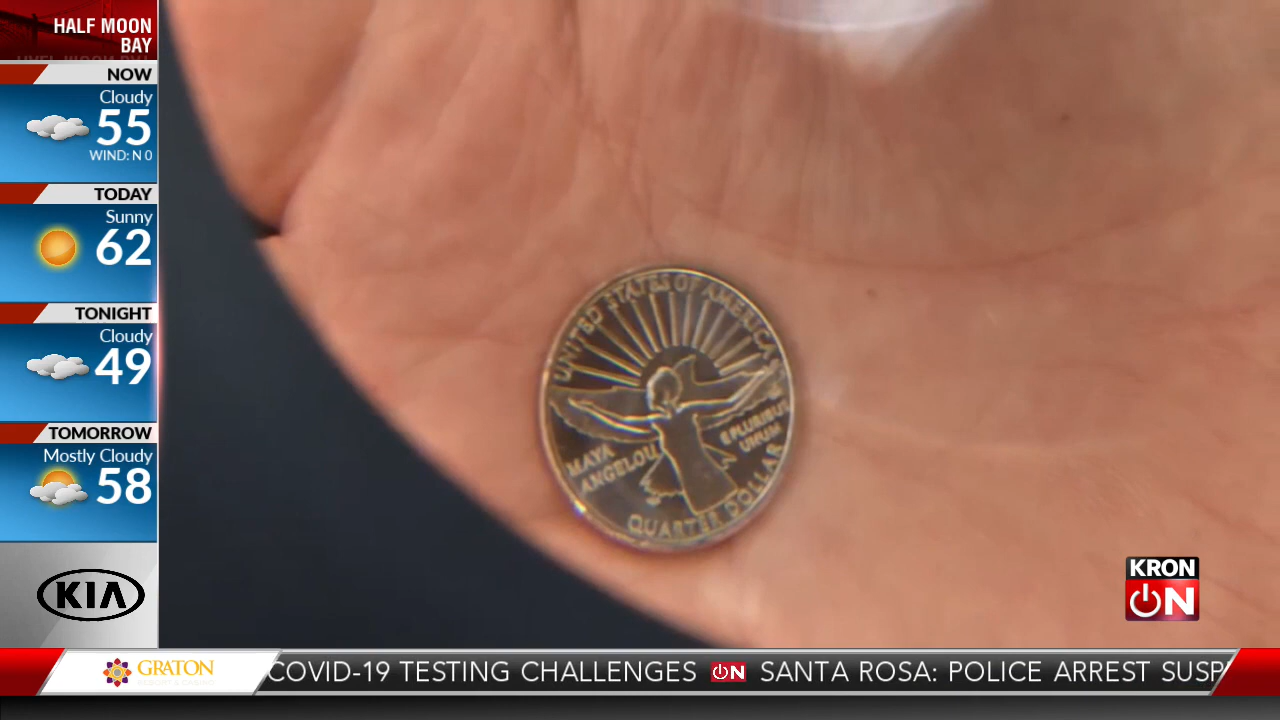 HALF MOON
BAY
NOW
Cloudy
55
WIND: N 0
TODAY
Sunny
62
TONIGHT
Cloudy
49
TOMORROW
Mostly Cloudy
58
KIA
UNITED STATES OF AMERICA
MAYA
ANGELOU
E PLURIBUS
UNUM
QUARTER DOLLAR
KRON
ON
GRATON
COVID-19 TESTING CHALLENGES ON SANTA ROSA: POLICE ARREST SUSP